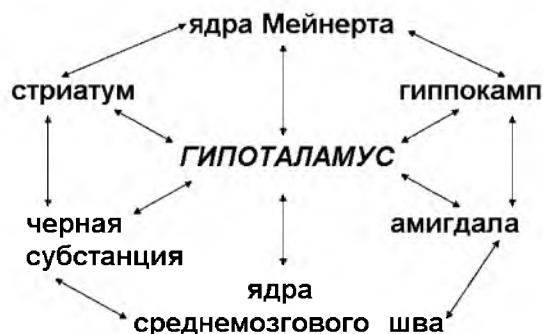 ядра Мейнерта
стриатум
гиппокамп
ГИПОТАЛАМУС
черная
субстанция
амигдала
ядра
среднемозгового шва